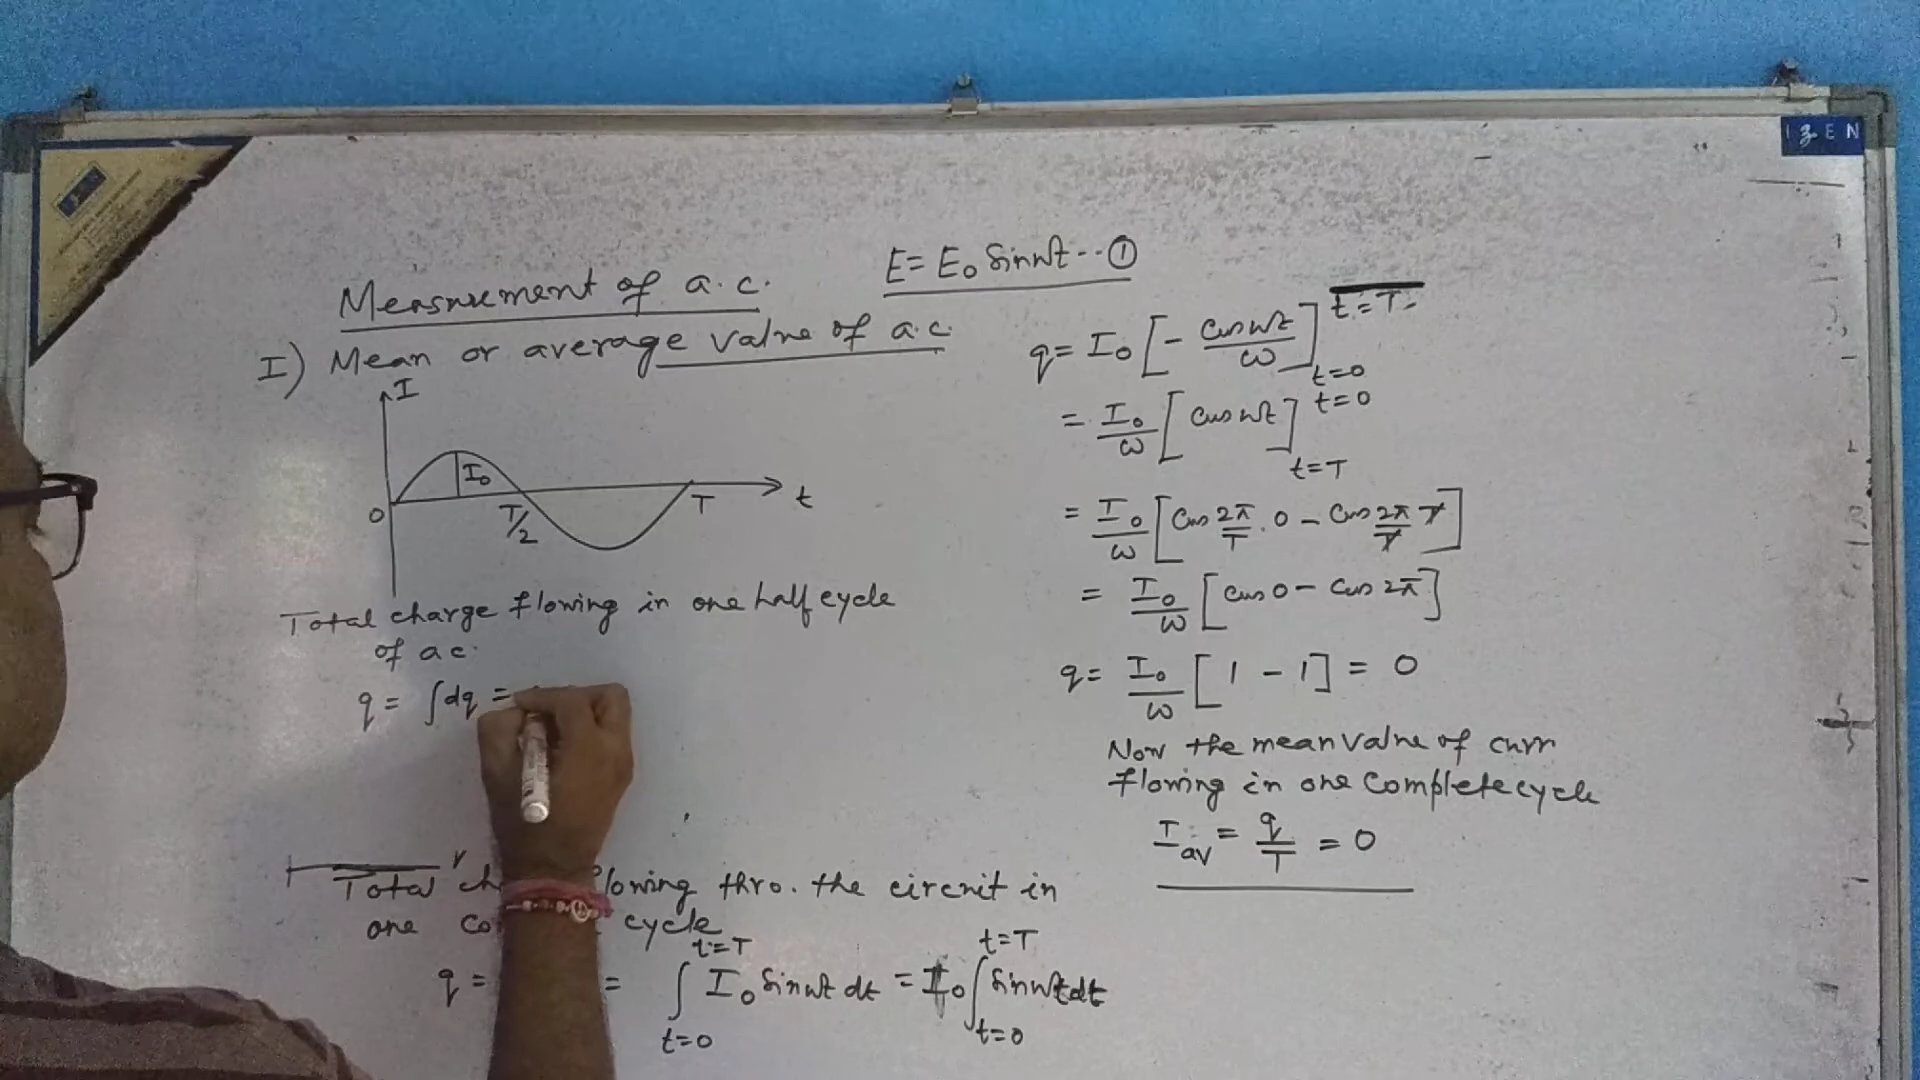 IZEN
E = E₀ Sinωt -- ①
Measurement of a.c.
I) Mean or average value of a.c.
I
I₀
O
T/2
T
t
Total charge flowing in one half cycle
of a c.
q = ∫dq =
Total flowing thro. the circuit in
one cycle
t=T
q = = ∫ I₀ Sinωt dt = I₀ ∫ Sinωt dt
t=T
t=0
t=0
q = I₀ [- Cosωt/ω] t=T
t=0
= I₀/ω [Cosωt] t=0
t=T
= I₀/ω [Cos 2π/T . 0 - Cos 2π/T T]
= I₀/ω [Cos 0 - Cos 2π]
q = I₀/ω [1 - 1] = 0
Now the mean value of curr
flowing in one complete cycle
I av = q/T = 0